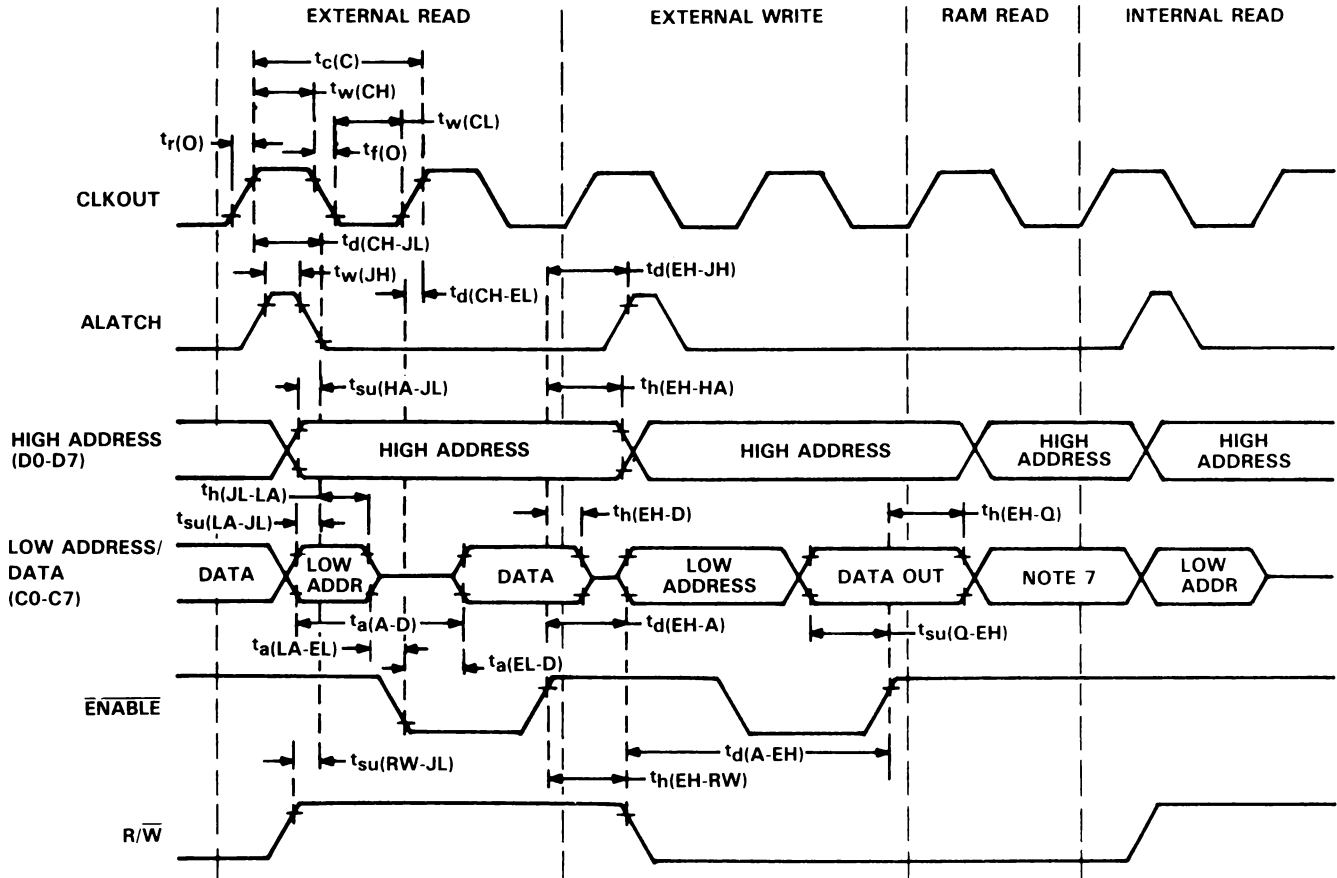 EXTERNAL READ
EXTERNAL WRITE
RAM READ
INTERNAL READ
tc(C)
tw(CH)
tw(CL)
tr(O)
tf(O)
CLKOUT
td(CH-JL)
tw(JH)
td(EH-JH)
td(CH-EL)
ALATCH
tsu(HA-JL)
th(EH-HA)
HIGH ADDRESS
(D0-D7)
HIGH ADDRESS
HIGH ADDRESS
HIGH
ADDRESS
HIGH
ADDRESS
th(JL-LA)
tsu(LA-JL)
th(EH-D)
th(EH-Q)
LOW ADDRESS/
DATA
(C0-C7)
DATA
LOW
ADDR
DATA
LOW
ADDRESS
DATA OUT
NOTE 7
LOW
ADDR
ta(A-D)
td(EH-A)
tsu(Q-EH)
ta(LA-EL)
ta(EL-D)
E̅N̅A̅B̅L̅E̅
tsu(RW-JL)
td(A-EH)
th(EH-RW)
R/W̅